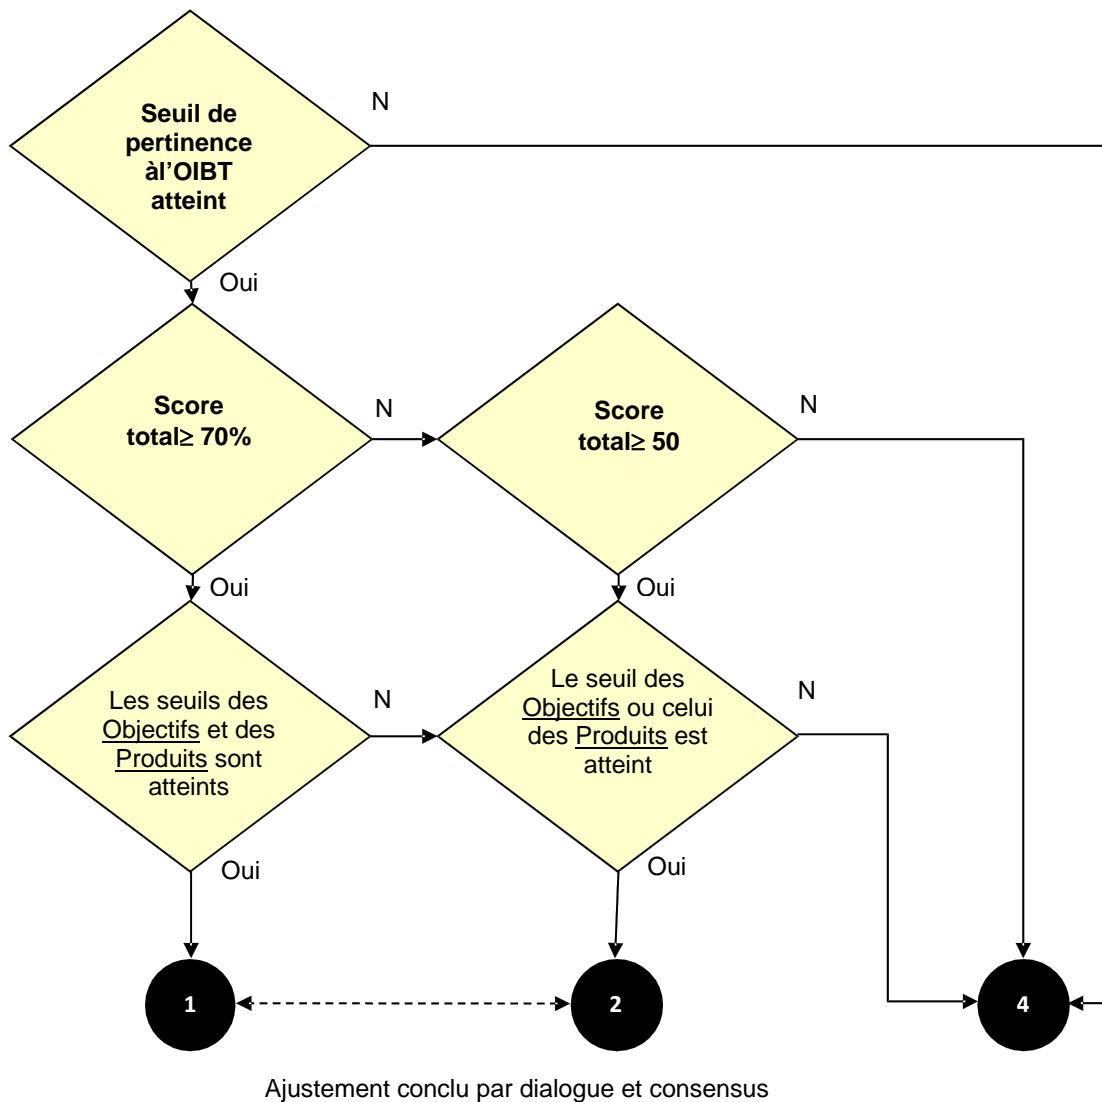 Seuil de
pertinence
àl’OIBT
atteint
N
Oui
Score
total≥ 70%
N
Score
total≥ 50
N
Oui
Oui
Les seuils des
Objectifs et des
Produits sont
atteints
N
Le seuil des
Objectifs ou celui
des Produits est
atteint
N
Oui
Oui
1
2
4
Ajustement conclu par dialogue et consensus